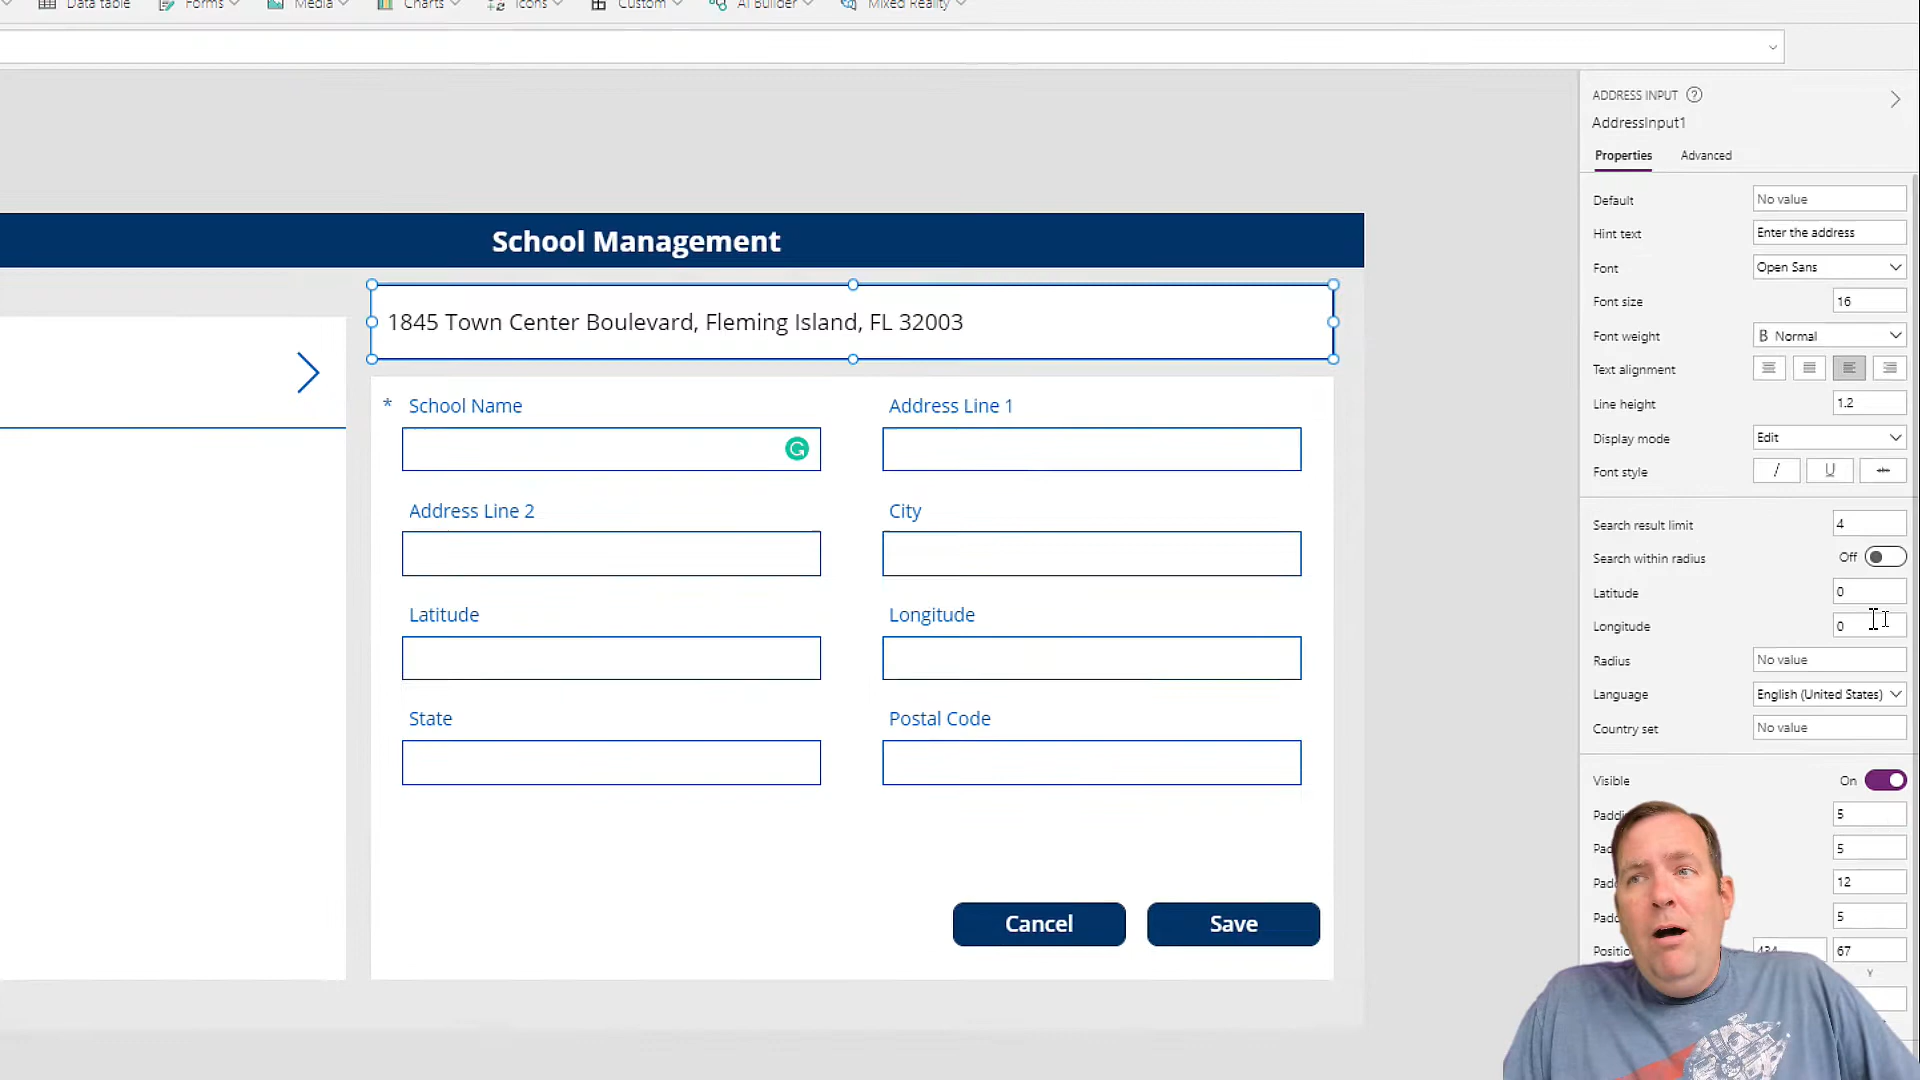 Data table
Forms
Media
Charts
Icons
Custom
AI Builder
Mixed Reality
ADDRESS INPUT ?
AddressInput1
Properties Advanced
School Management
1845 Town Center Boulevard, Fleming Island, FL 32003
* School Name
Address Line 1
Address Line 2
City
Latitude
Longitude
State
Postal Code
Cancel
Save
Default No value
Hint text Enter the address
Font Open Sans
Font size 16
Font weight B Normal
Text alignment
Line height 1.2
Display mode Edit
Font style / U abc
Search result limit 4
Search within radius Off
Latitude 0
Longitude 0
Radius No value
Language English (United States)
Country set No value
Visible On
5
5
12
5
434 67
Y